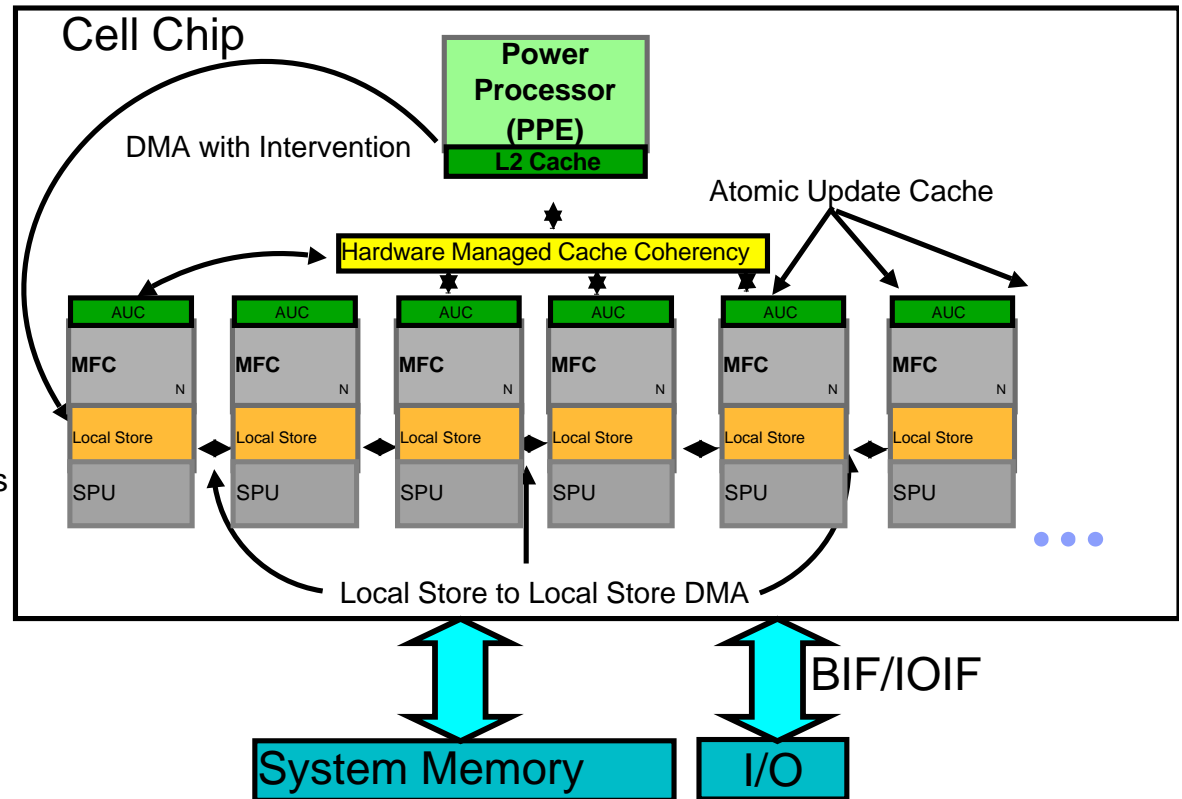 Cell Chip
Power
Processor
(PPE)
L2 Cache
DMA with Intervention
Atomic Update Cache
Hardware Managed Cache Coherency
AUC AUC AUC AUC AUC AUC
MFC MFC MFC MFC MFC MFC
N N N N N N
Local Store Local Store Local Store Local Store Local Store Local Store
s
SPU SPU SPU SPU SPU SPU
Local Store to Local Store DMA
BIF/IOIF
System Memory
I/O